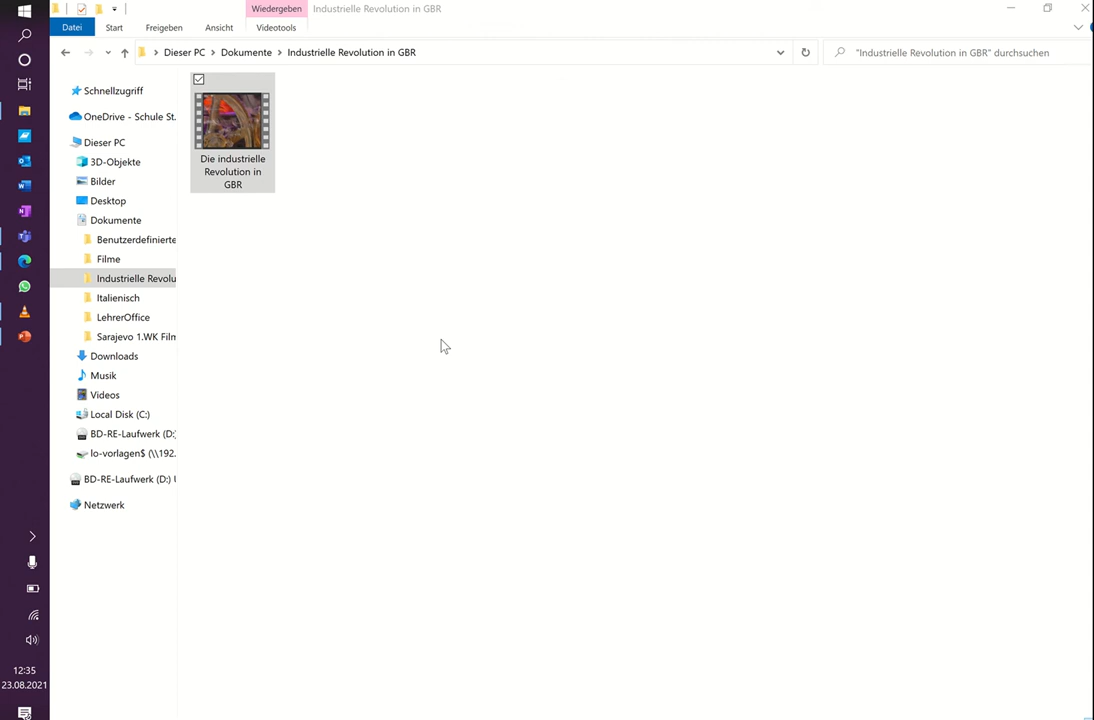 Wiedergeben
Industrielle Revolution in GBR
Datei
Start
Freigeben
Ansicht
Videotools
Dieser PC > Dokumente > Industrielle Revolution in GBR
"Industrielle Revolution in GBR" durchsuchen
Schnellzugriff
OneDrive - Schule St.
Dieser PC
3D-Objekte
Bilder
Desktop
Dokumente
Benutzerdefinierte
Filme
Industrielle Revolu
Italienisch
LehrerOffice
Sarajevo 1.WK Film
Downloads
Musik
Videos
Local Disk (C:)
BD-RE-Laufwerk (D:)
lo-vorlagen$ (\\192.
BD-RE-Laufwerk (D:) U
Netzwerk
Die industrielle
Revolution in
GBR
12:35
23.08.2021